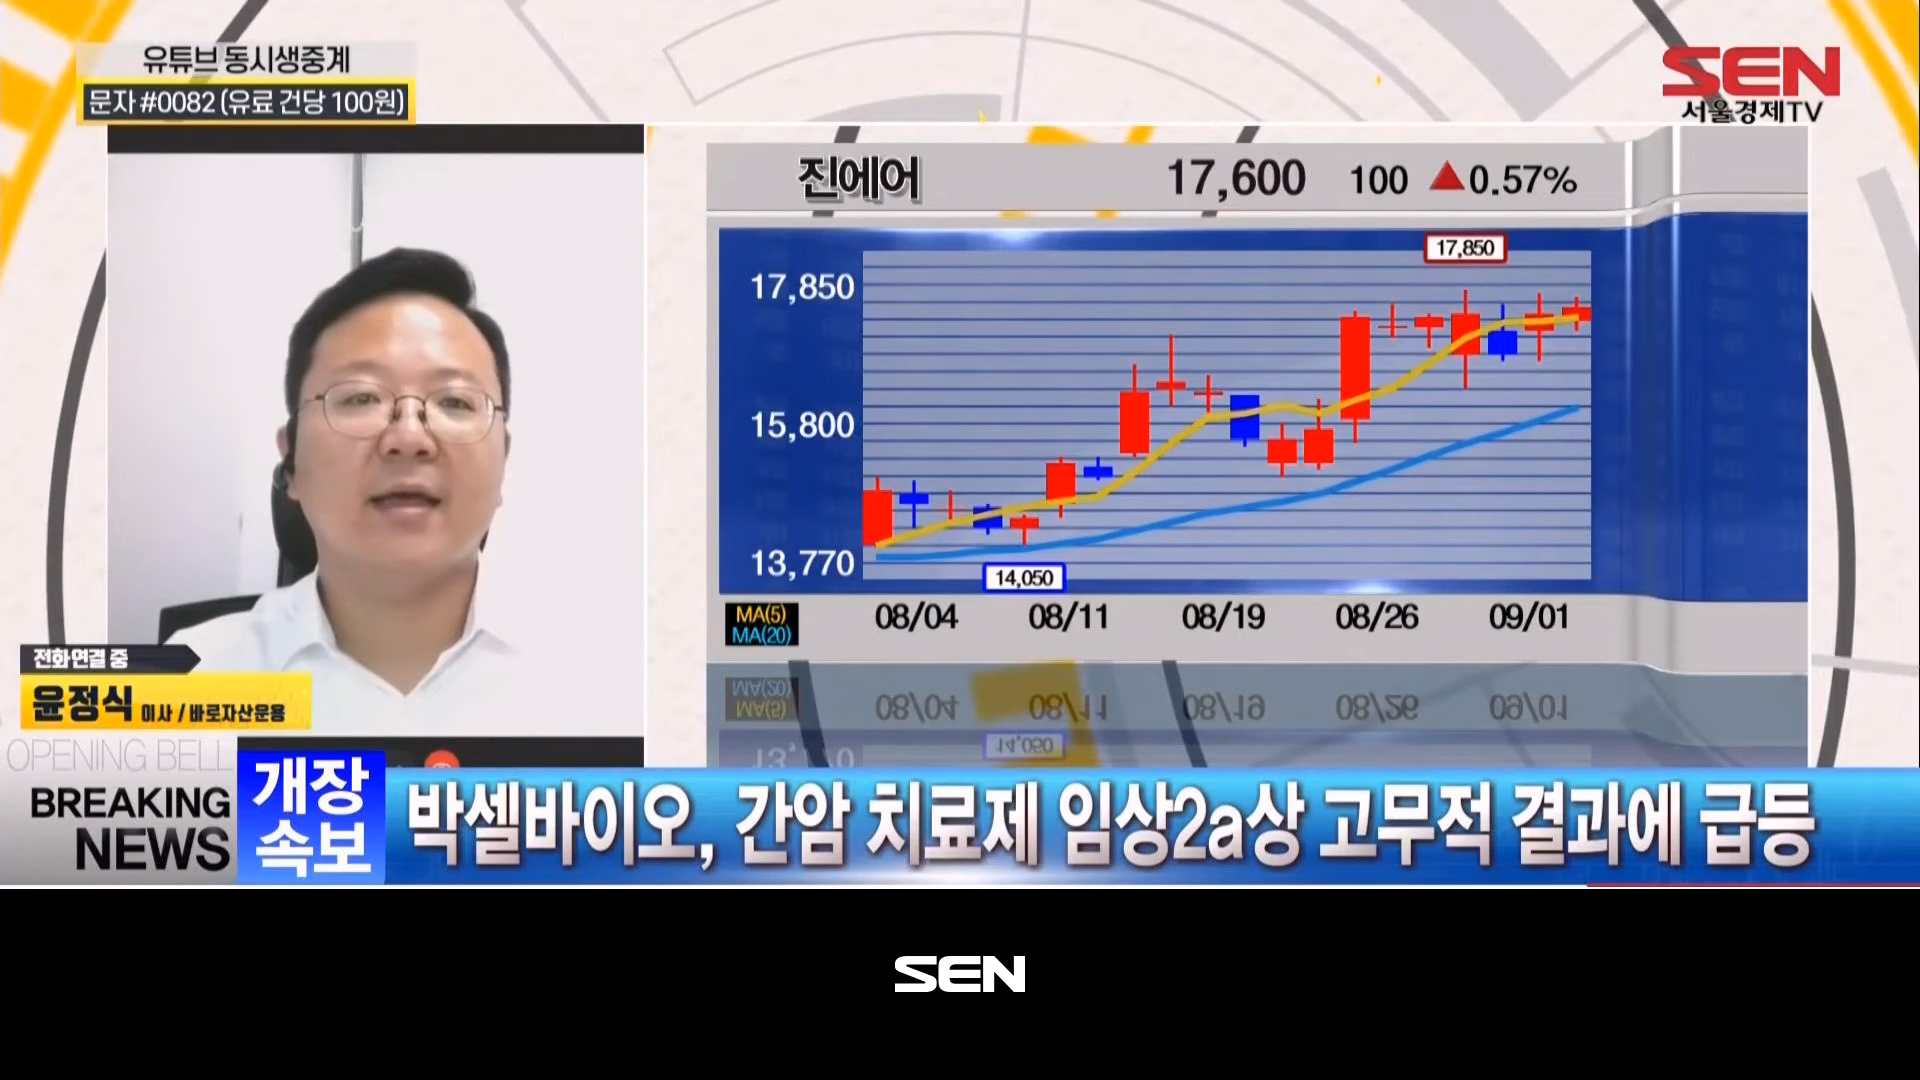 유튜브 동시생중계
문자 #0082 (유료 건당 100원)
SEN
서울경제TV
진에어 17,600 100 ▲0.57%
17,850
17,850
15,800
13,770
14,050
MA(5)
MA(20)
08/04 08/11 08/19 08/26 09/01
전화연결 중
윤정식 이사 / 바로자산운용
OPENING BELL
BREAKING
NEWS
개장
속보
박셀바이오, 간암 치료제 임상2a상 고무적 결과에 급등
SEN